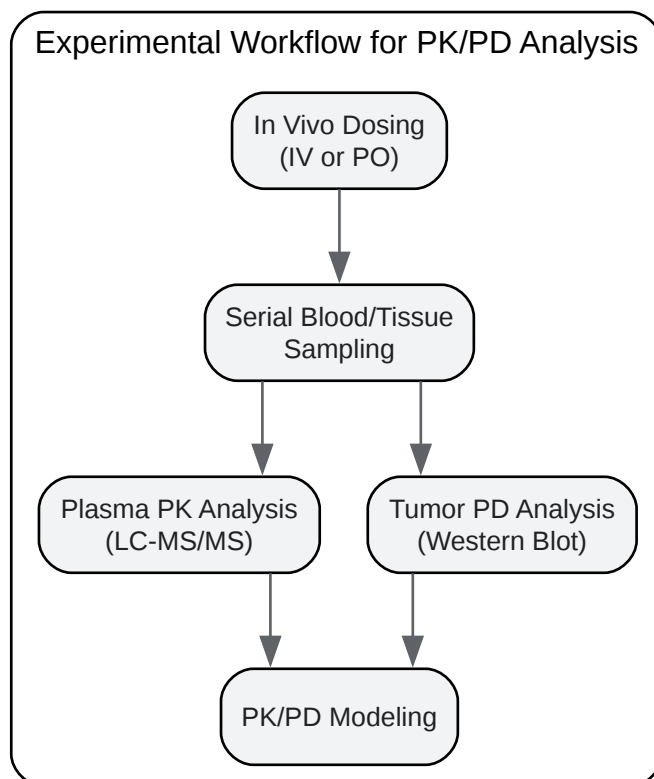 Experimental Workflow for PK/PD Analysis
In Vivo Dosing
(IV or PO)
Serial Blood/Tissue
Sampling
Plasma PK Analysis
(LC-MS/MS)
Tumor PD Analysis
(Western Blot)
PK/PD Modeling